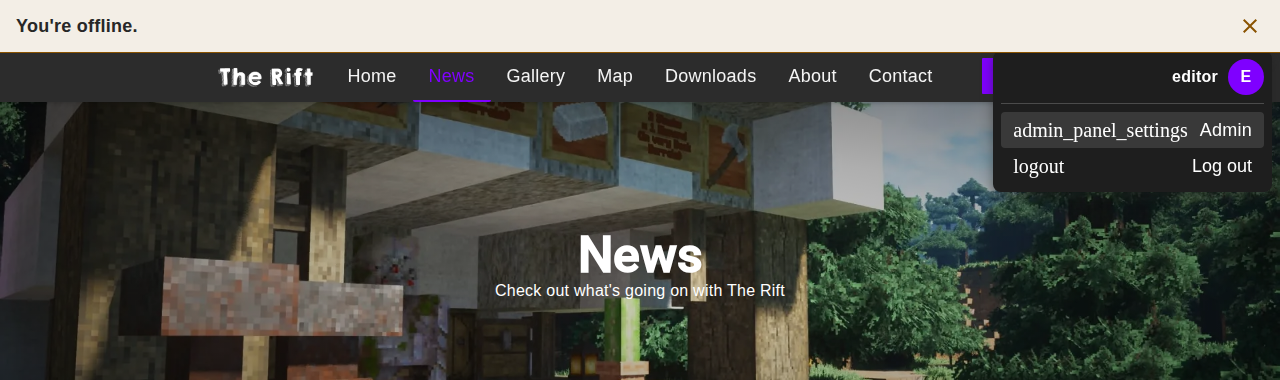 You're offline.
The Rift Home News Gallery Map Downloads About Contact
editor E
admin_panel_settings Admin
logout Log out
News
Check out what's going on with The Rift